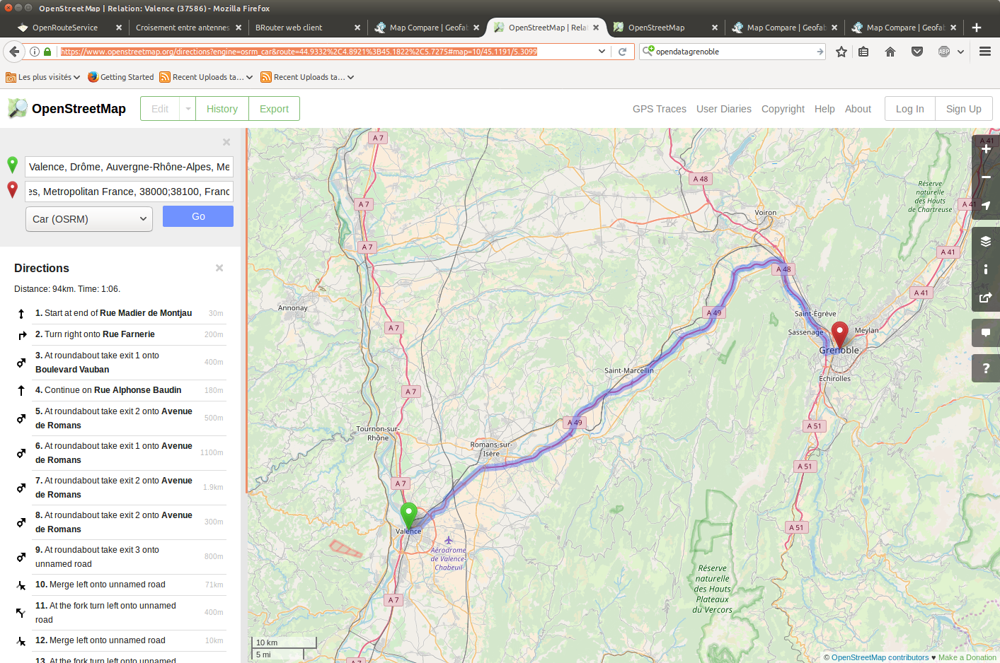 OpenStreetMap | Relation: Valence (37586) - Mozilla Firefox
OpenRouteService
Croisement entre antennes
BRouter web client
Map Compare | Geofab
OpenStreetMap | Rela
OpenStreetMap
Map Compare | Geofab
Map Compare | Geofab
https://www.openstreetmap.org/directions?engine=osrm_car&route=44.9332%2C4.8921%3B45.1822%2C5.7275#map=10/45.1191/5.3099
opendatagrenoble
ABP
Les plus visités
Getting Started
Recent Uploads ta...
Recent Uploads ta...
OpenStreetMap
Edit
History
Export
GPS Traces
User Diaries
Copyright
Help
About
Log In
Sign Up
Valence, Drôme, Auvergne-Rhône-Alpes, Me
es, Metropolitan France, 38000;38100, Franc
Car (OSRM)
Go
Directions
Distance: 94km. Time: 1:06.
1. Start at end of Rue Madier de Montjau 30m
2. Turn right onto Rue Farnerie 200m
3. At roundabout take exit 1 onto
Boulevard Vauban 400m
4. Continue on Rue Alphonse Baudin 180m
5. At roundabout take exit 2 onto Avenue
de Romans 500m
6. At roundabout take exit 1 onto Avenue
de Romans 1100m
7. At roundabout take exit 2 onto Avenue
de Romans 1.9km
8. At roundabout take exit 2 onto Avenue
de Romans 300m
9. At roundabout take exit 3 onto
unnamed road 800m
10. Merge left onto unnamed road 71km
11. At the fork turn left onto unnamed
road 400m
12. Merge left onto unnamed road 10km
13. At the fork turn left onto unnamed
A 7
A 41
A 48
Réserve
naturelle
des Hauts
de Chartreuse
A 7
A 41
Voiron
A 7
A 41
A 48
A 41
Annonay
A 49
Saint-Égrève
A 7
Sassenage
Meylan
Grenoble
Saint-Marcellin
Échirolles
A 7
A 49
Tournon-sur-
Rhône
A 51
Romans-sur-
Isère
A 51
A 7
Valence
A 51
Aérodrome
de Valence-
Chabeuil
Réserve
naturelle
des Hauts
Plateaux
du Vercors
A 7
10 km
5 mi
A 7
© OpenStreetMap contributors ♥ Make a Donation